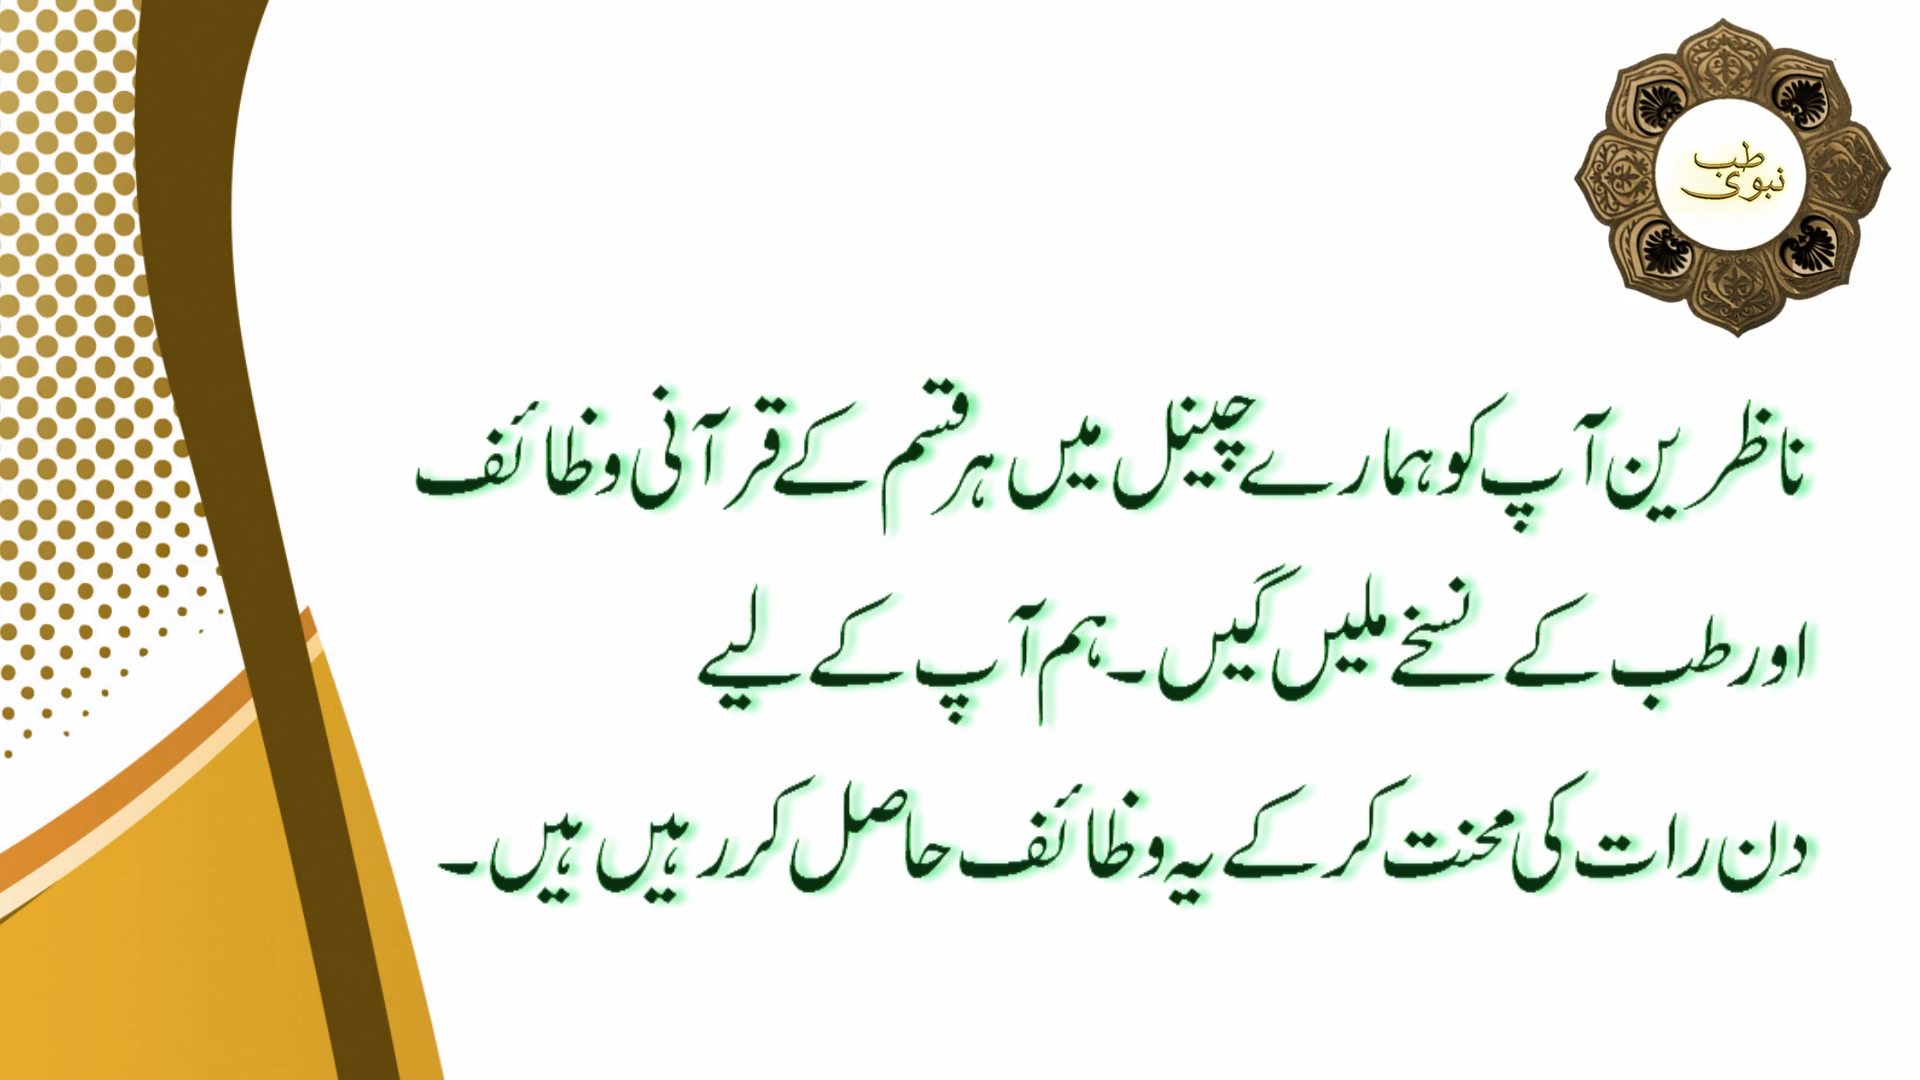 طب
نبوی
ناظرین آپ کو ہمارے چینل میں ہر قسم کے قرآنی وظائف
اور طب کے نسخے ملیں گیں۔ ہم آپ کے لیے
دن رات کی محنت کر کے یہ وظائف حاصل کر رہیں ہیں۔